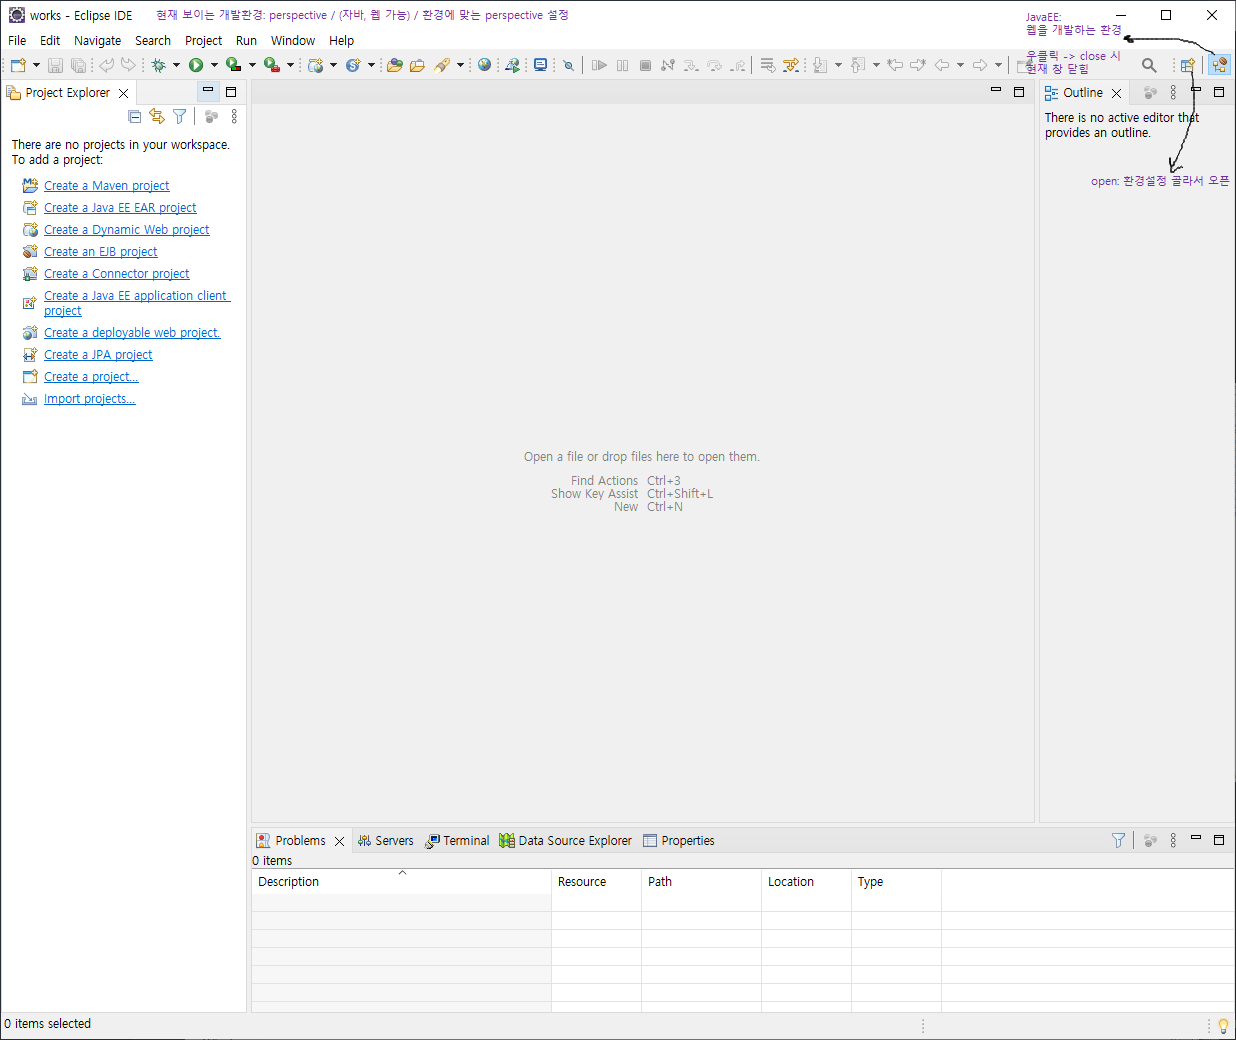 works - Eclipse IDE
현재 보이는 개발환경: perspective / (자바, 웹 가능) / 환경에 맞는 perspective 설정
JavaEE:
웹을 개발하는 환경
File Edit Navigate Search Project Run Window Help
우클릭 -> close 시
현재 창 닫힘
Project Explorer
Outline
There are no projects in your workspace.
To add a project:
Create a Maven project
Create a Java EE EAR project
Create a Dynamic Web project
Create an EJB project
Create a Connector project
Create a Java EE application client
project
Create a deployable web project.
Create a JPA project
Create a project...
Import projects...
There is no active editor that
provides an outline.
open: 환경설정 골라서 오픈
Open a file or drop files here to open them.
Find Actions Ctrl+3
Show Key Assist Ctrl+Shift+L
New Ctrl+N
Problems Servers Terminal Data Source Explorer Properties
0 items
Description Resource Path Location Type
0 items selected